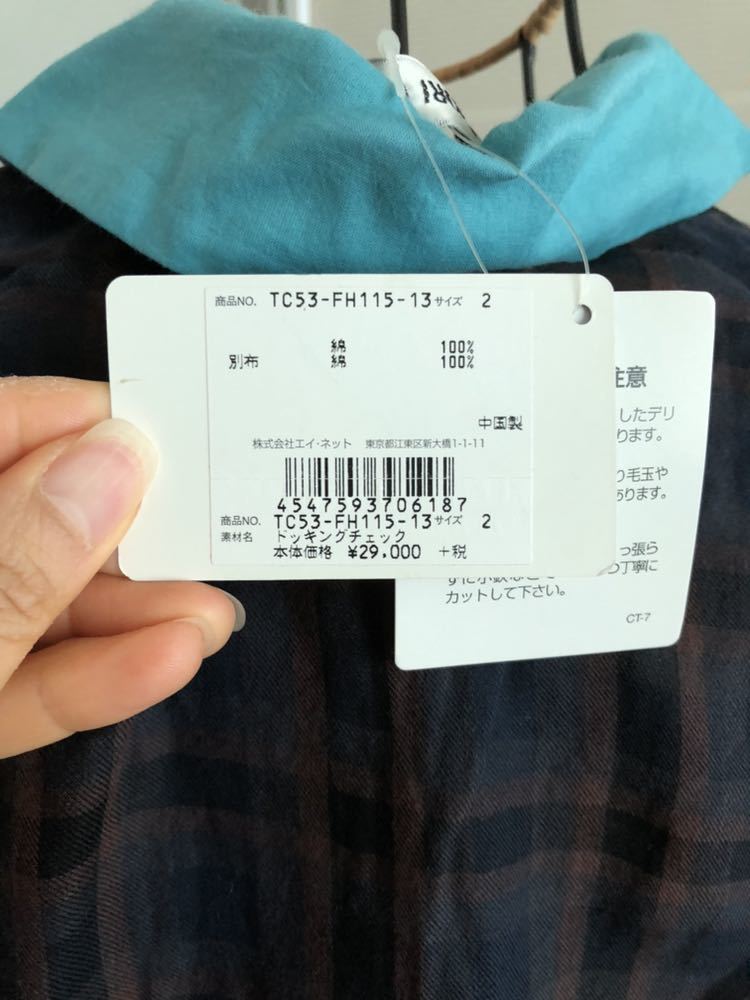 商品NO. TC53-FH115-13 サイズ 2
綿 100%
別布 綿 100%
中国製
株式会社エイ・ネット 東京都江東区新大橋1-1-11
4547593706187
商品NO. TC53-FH115-13 サイズ 2
素材名 ドッキングチェック
本体価格 ¥29,000 +税
注意
したデリ
ります。
り毛玉や
あります。
っ張ら
丁寧に
カットして下さい。
CT-7